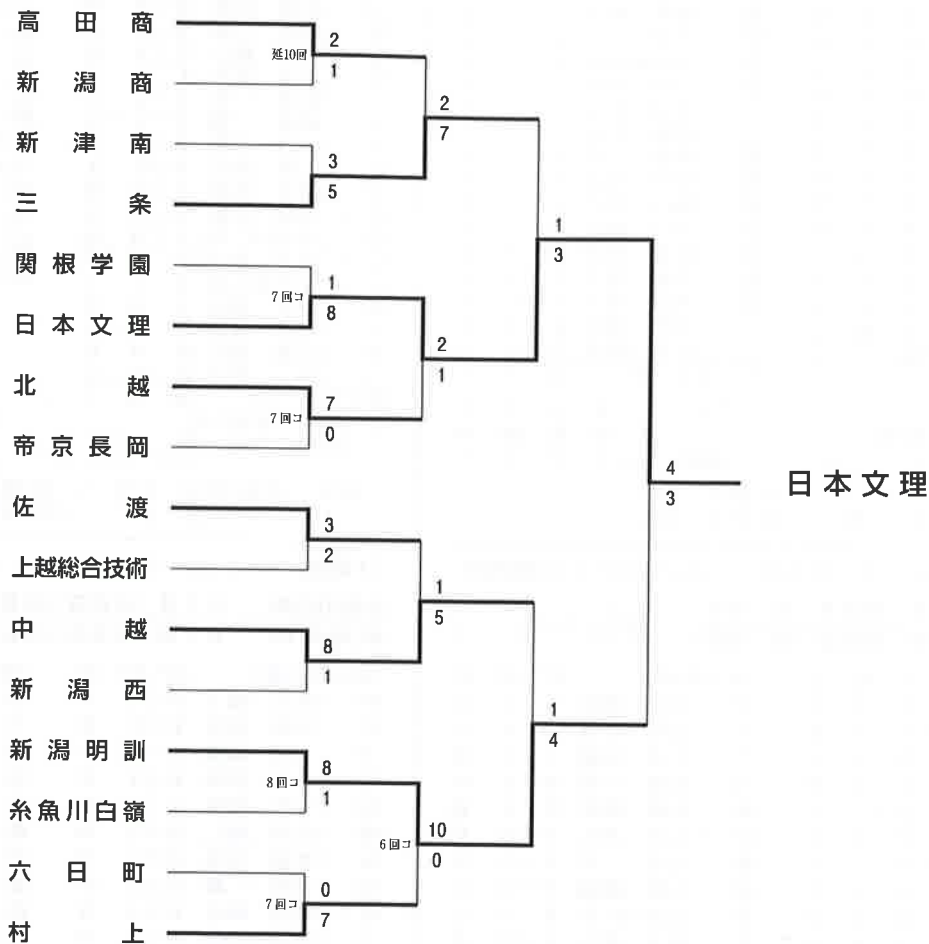 高田商
2
延10回
1
新潟商
2
7
新津南
3
5
三条
1
3
関根学園
1
7回コ
8
日本文理
2
1
北越
7
7回コ
0
帝京長岡
4
3
日本文理
佐渡
3
2
上越総合技術
1
5
中越
8
1
新潟西
1
4
新潟明訓
8
8回コ
1
糸魚川白嶺
10
6回コ
0
六日町
0
7回コ
7
村上